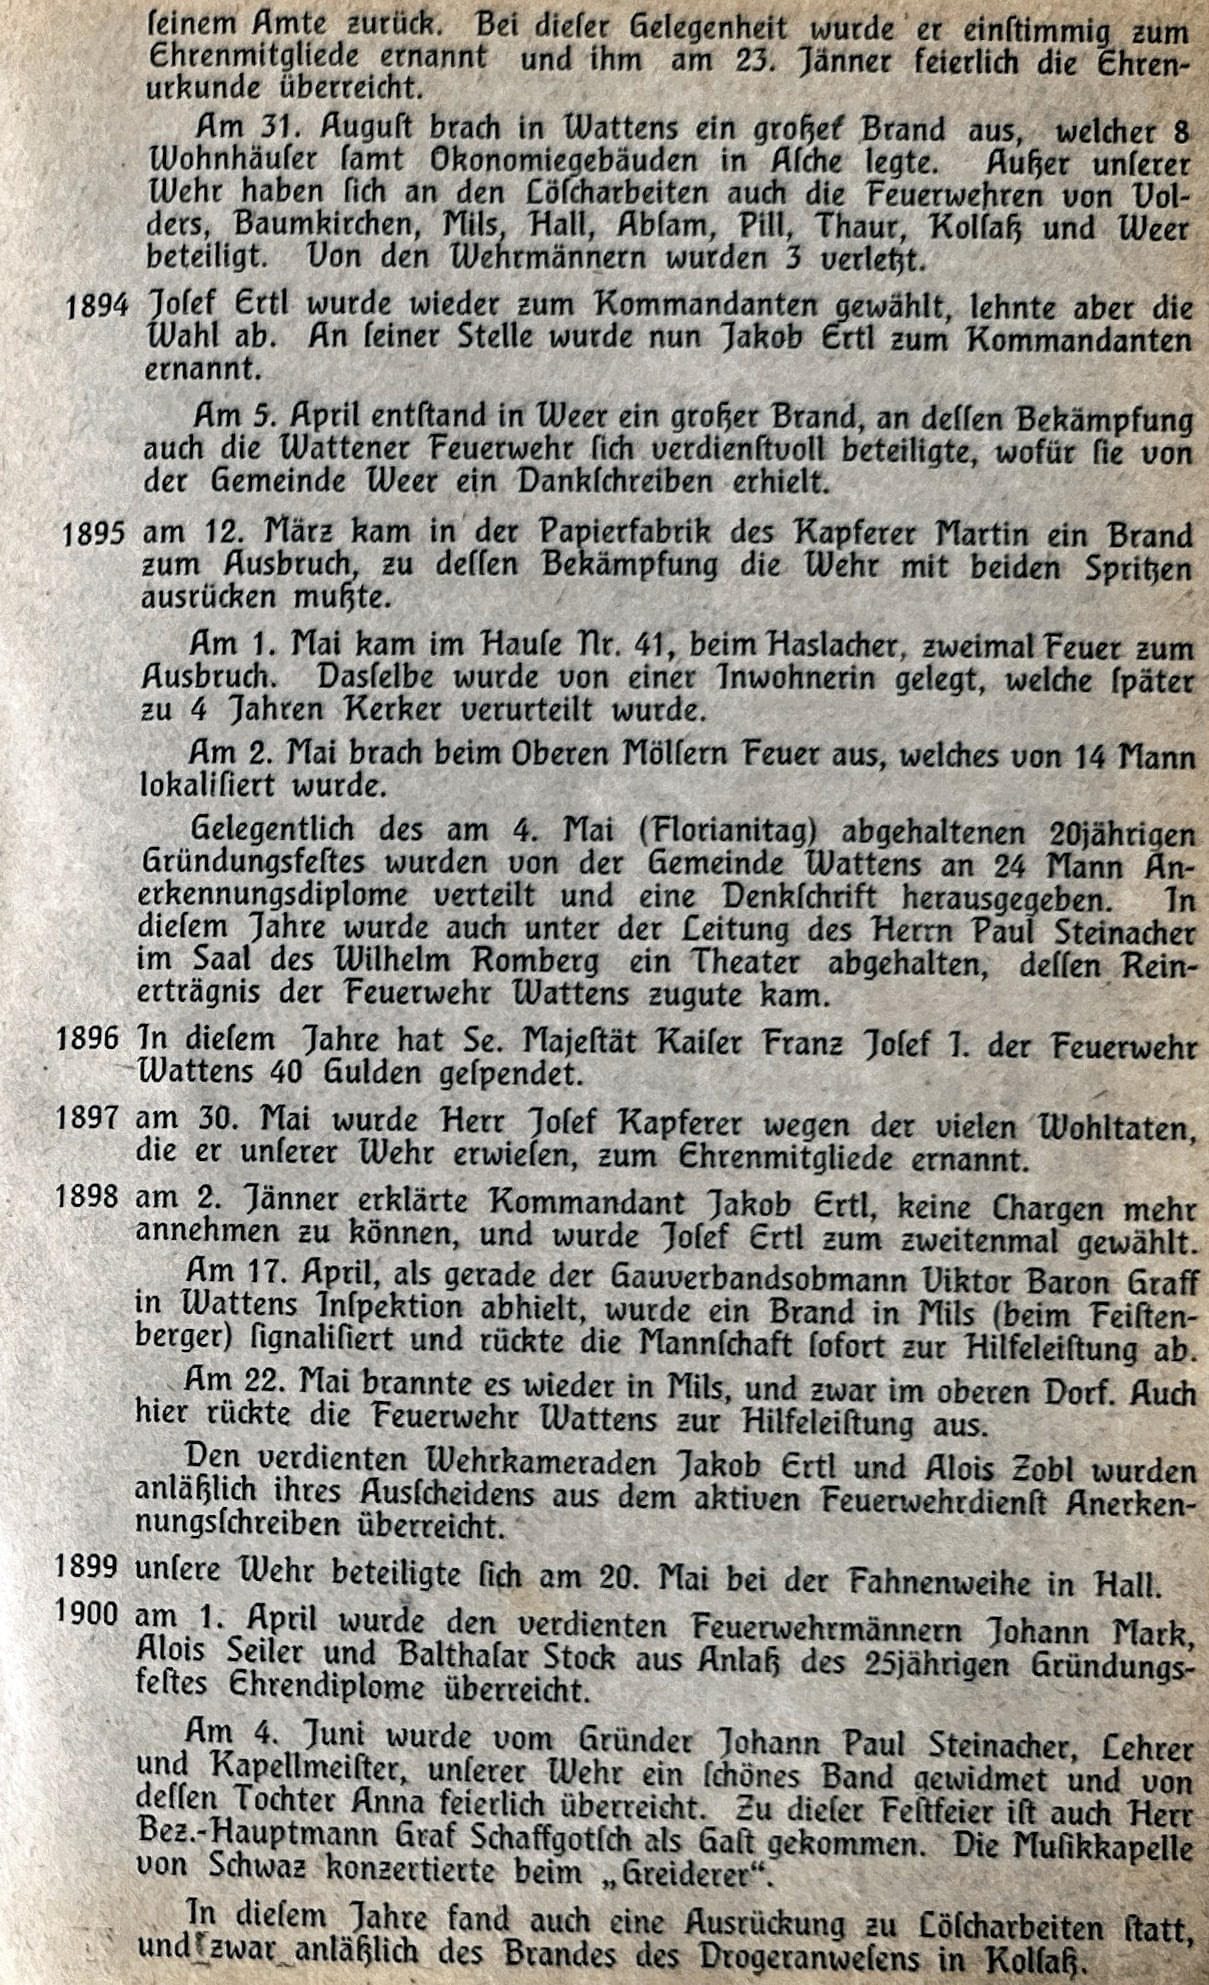 ſeinem Amte zurück. Bei dieſer Gelegenheit wurde er einſtimmig zum
Ehrenmitgliede ernannt und ihm am 23. Jänner feierlich die Ehren-
urkunde überreicht.
Am 31. Auguſt brach in Wattens ein großer Brand aus, welcher 8
Wohnhäuſer ſamt Ökonomiegebäuden in Aſche legte. Außer unſerer
Wehr haben ſich an den Löſcharbeiten auch die Feuerwehren von Vol-
ders, Baumkirchen, Mils, Hall, Abſam, Pill, Thaur, Kolſaß und Weer
beteiligt. Von den Wehrmännern wurden 3 verletzt.
1894 Joſef Ertl wurde wieder zum Kommandanten gewählt, lehnte aber die
Wahl ab. An ſeiner Stelle wurde nun Jakob Ertl zum Kommandanten
ernannt.
Am 5. April entſtand in Weer ein großer Brand, an deſſen Bekämpfung
auch die Wattener Feuerwehr ſich verdienſtvoll beteiligte, wofür ſie von
der Gemeinde Weer ein Dankſchreiben erhielt.
1895 am 12. März kam in der Papierfabrik des Kapferer Martin ein Brand
zum Ausbruch, zu deſſen Bekämpfung die Wehr mit beiden Spritzen
ausrücken mußte.
Am 1. Mai kam im Hauſe Nr. 41, beim Haslacher, zweimal Feuer zum
Ausbruch. Dasſelbe wurde von einer Inwohnerin gelegt, welche ſpäter
zu 4 Jahren Kerker verurteilt wurde.
Am 2. Mai brach beim Oberen Mölſern Feuer aus, welches von 14 Mann
lokaliſiert wurde.
Gelegentlich des am 4. Mai (Florianitag) abgehaltenen 20jährigen
Gründungsfeſtes wurden von der Gemeinde Wattens an 24 Mann An-
erkennungsdiplome verteilt und eine Denkſchrift herausgegeben. In
dieſem Jahre wurde auch unter der Leitung des Herrn Paul Steinacher
im Saal des Wilhelm Romberg ein Theater abgehalten, deſſen Rein-
erträgnis der Feuerwehr Wattens zugute kam.
1896 In dieſem Jahre hat Se. Majeſtät Kaiſer Franz Joſef I. der Feuerwehr
Wattens 40 Gulden geſpendet.
1897 am 30. Mai wurde Herr Joſef Kapferer wegen der vielen Wohltaten,
die er unſerer Wehr erwieſen, zum Ehrenmitgliede ernannt.
1898 am 2. Jänner erklärte Kommandant Jakob Ertl, keine Chargen mehr
annehmen zu können, und wurde Joſef Ertl zum zweitenmal gewählt.
Am 17. April, als gerade der Gauverbandsobmann Viktor Baron Graff
in Wattens Inſpektion abhielt, wurde ein Brand in Mils (beim Feiſten-
berger) ſignaliſiert und rückte die Mannſchaft ſofort zur Hilfeleiſtung ab.
Am 22. Mai brannte es wieder in Mils, und zwar im oberen Dorf. Auch
hier rückte die Feuerwehr Wattens zur Hilfeleiſtung aus.
Den verdienten Wehrkameraden Jakob Ertl und Alois Zobl wurden
anläßlich ihres Ausſcheidens aus dem aktiven Feuerwehrdienſt Anerken-
nungsſchreiben überreicht.
1899 unſere Wehr beteiligte ſich am 20. Mai bei der Fahnenweihe in Hall.
1900 am 1. April wurde den verdienten Feuerwehrmännern Johann Mark,
Alois Seiler und Balthaſar Stock aus Anlaß des 25jährigen Gründungs-
feſtes Ehrendiplome überreicht.
Am 4. Juni wurde vom Gründer Johann Paul Steinacher, Lehrer
und Kapellmeiſter, unſerer Wehr ein ſchönes Band gewidmet und von
deſſen Tochter Anna feierlich überreicht. Zu dieſer Feſtfeier iſt auch Herr
Bez.-Hauptmann Graf Schaffgotſch als Gaſt gekommen. Die Muſikkapelle
von Schwaz konzertierte beim „Greiderer“.
In dieſem Jahre fand auch eine Ausrückung zu Löſcharbeiten ſtatt,
und zwar anläßlich des Brandes des Drogeranweſens in Kolſaß.